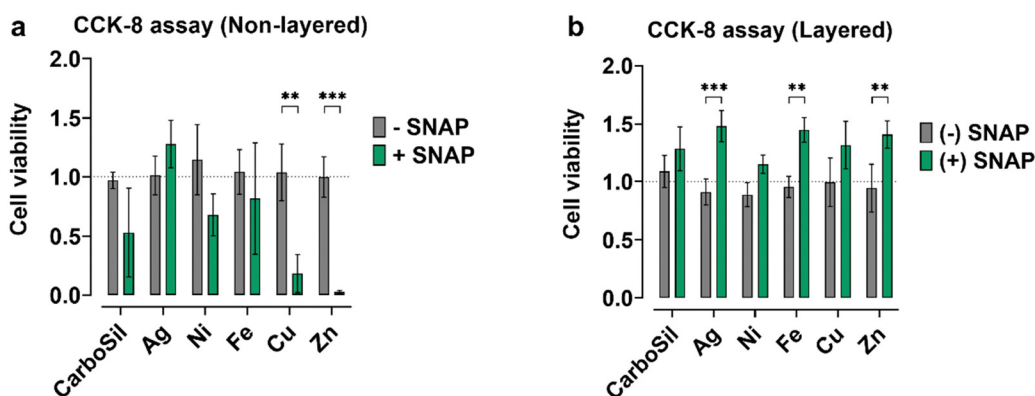 a
CCK-8 assay (Non-layered)
Cell viability
2.0
1.5
1.0
0.5
0.0
**
***
- SNAP
+ SNAP
CarboSil
Ag
Ni
Fe
Cu
Zn
b
CCK-8 assay (Layered)
Cell viability
2.0
1.5
1.0
0.5
0.0
***
**
**
(-) SNAP
(+) SNAP
CarboSil
Ag
Ni
Fe
Cu
Zn